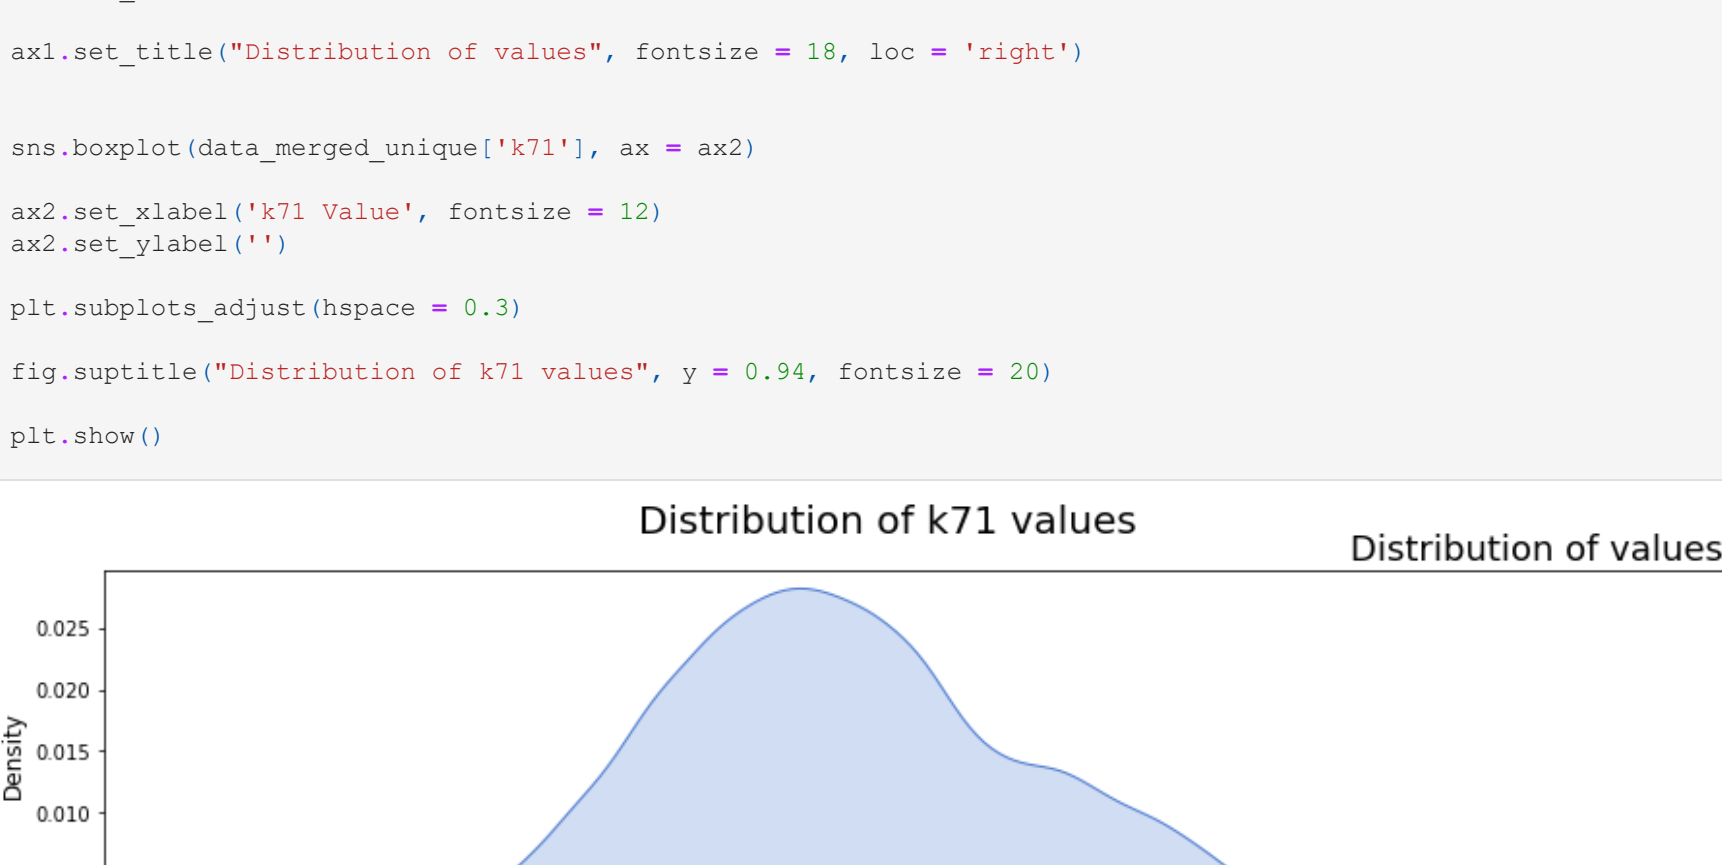 ax1.set_title("Distribution of values", fontsize = 18, loc = 'right')
sns.boxplot(data_merged_unique['k71'], ax = ax2)
ax2.set_xlabel('k71 Value', fontsize = 12)
ax2.set_ylabel('')
plt.subplots_adjust(hspace = 0.3)
fig.suptitle("Distribution of k71 values", y = 0.94, fontsize = 20)
plt.show()
Distribution of k71 values
Distribution of values
0.025
0.020
0.015
0.010
Density